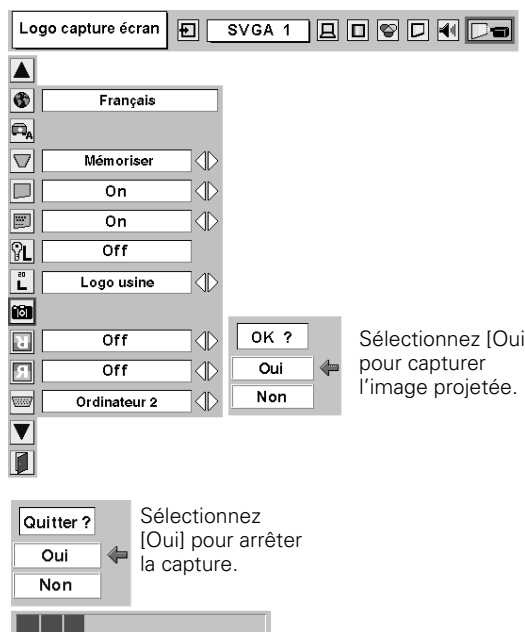 Logo capture écran
SVGA 1
Français
Mémoriser
On
On
Off
Logo usine
Off
Off
Ordinateur 2
OK ?
Oui
Non
Sélectionnez [Oui
pour capturer
l'image projetée.
Quitter ?
Oui
Non
Sélectionnez
[Oui] pour arrêter
la capture.